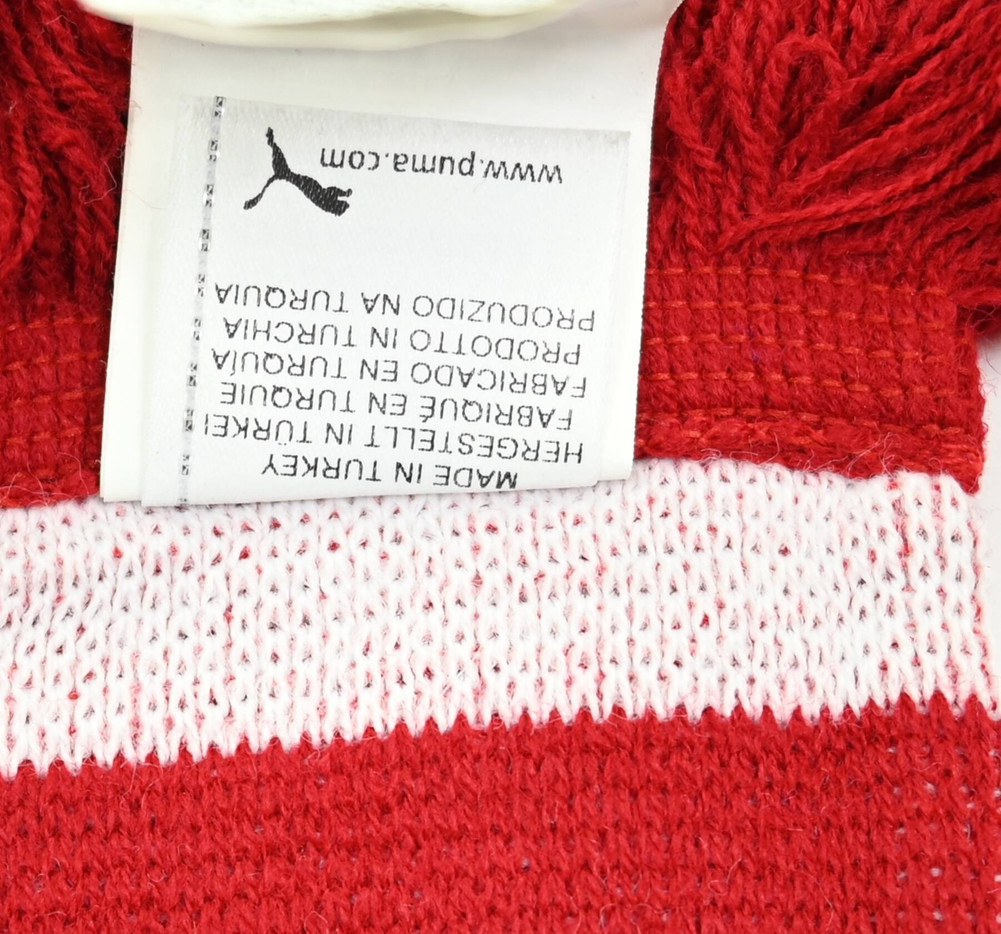 MADE IN TURKEY
HERGESTELLT IN TÜRKEI
FABRIQUÉ EN TURQUIE
FABRICADO EN TURQUÍA
PRODOTTO IN TURCHIA
PRODUZIDO NA TURQUIA
www.puma.com